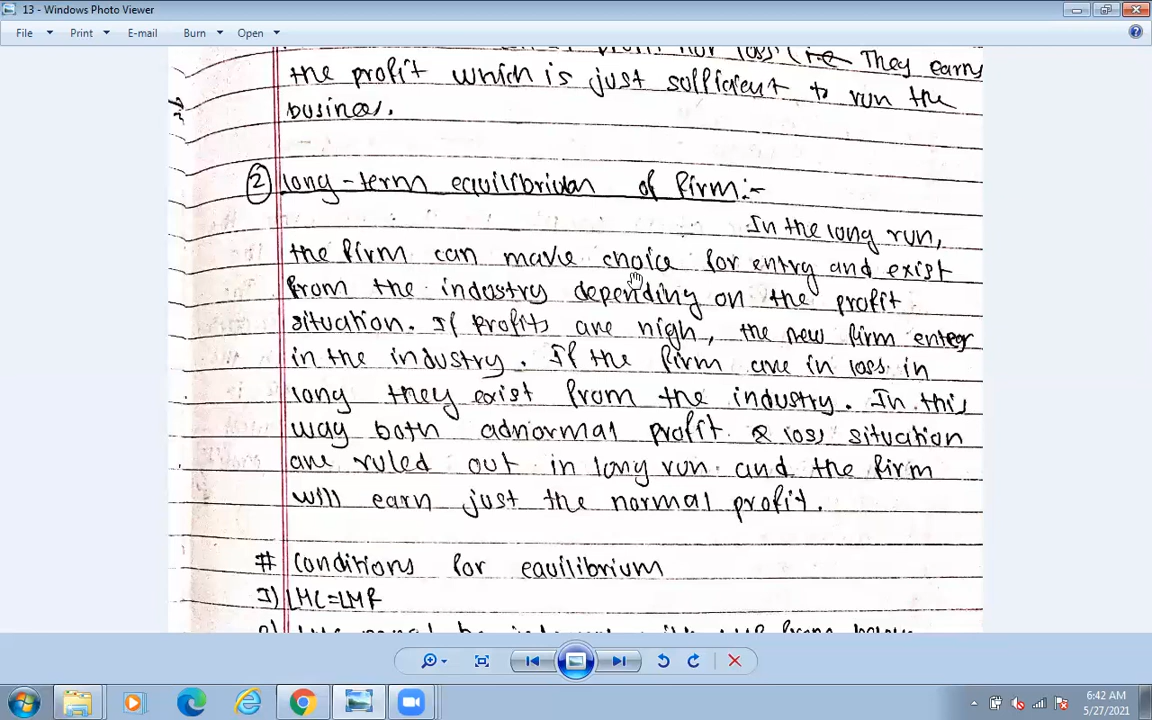 13 - Windows Photo Viewer
File Print E-mail Burn Open
nor loss (i.e They earns
the profit which is just sufficient to run the
business.
② long-term equilibrium of firm:-
In the long run,
the firm can make choice for entry and exist
from the industry depending on the profit
situation. If profits are high, the new firm enter
in the industry. If the firm are in loss in
long they exist from the industry. In this
way both adnormal profit & loss situation
are ruled out in long run. and the firm
will earn just the normal profit.
# Conditions for equilibrium
I) LMC=LMR
6:42 AM
5/27/2021